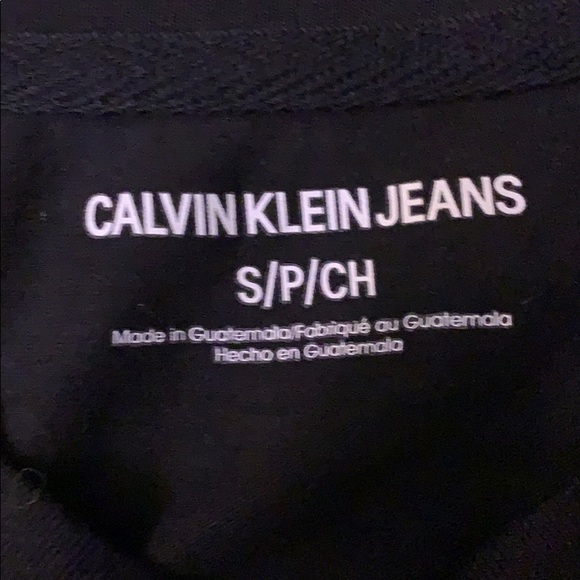 CALVIN KLEIN JEANS
S/P/CH
Made in Guatemala/Fabriqué au Guatemala
Hecho en Guatemala